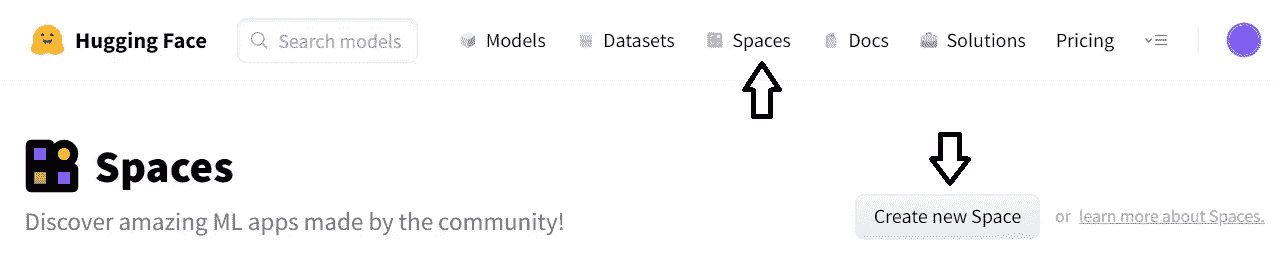 Hugging Face Search models Models Datasets Spaces Docs Solutions Pricing
Spaces
Discover amazing ML apps made by the community!
Create new Space or learn more about Spaces.